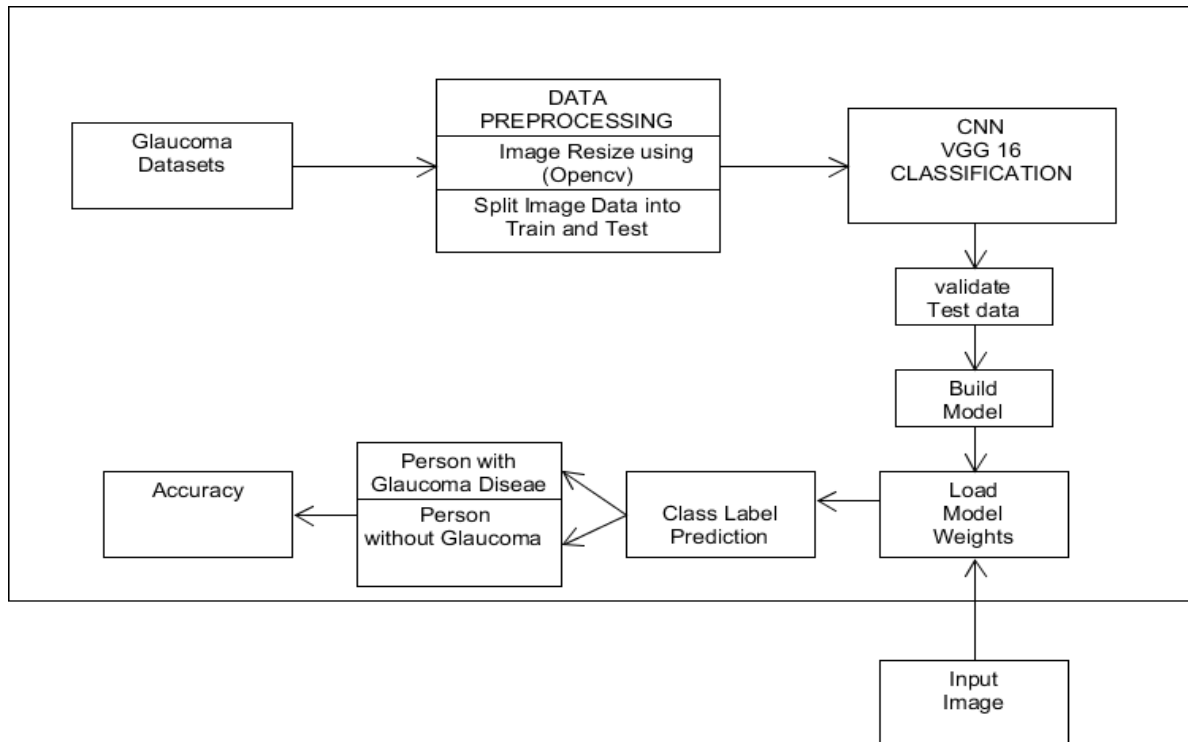 Glaucoma
Datasets
DATA
PREPROCESSING
Image Resize using
(Opencv)
Split Image Data into
Train and Test
CNN
VGG 16
CLASSIFICATION
validate
Test data
Build
Model
Load
Model
Weights
Class Label
Prediction
Person with
Glaucoma Diseae
Person
without Glaucoma
Accuracy
Input
Image